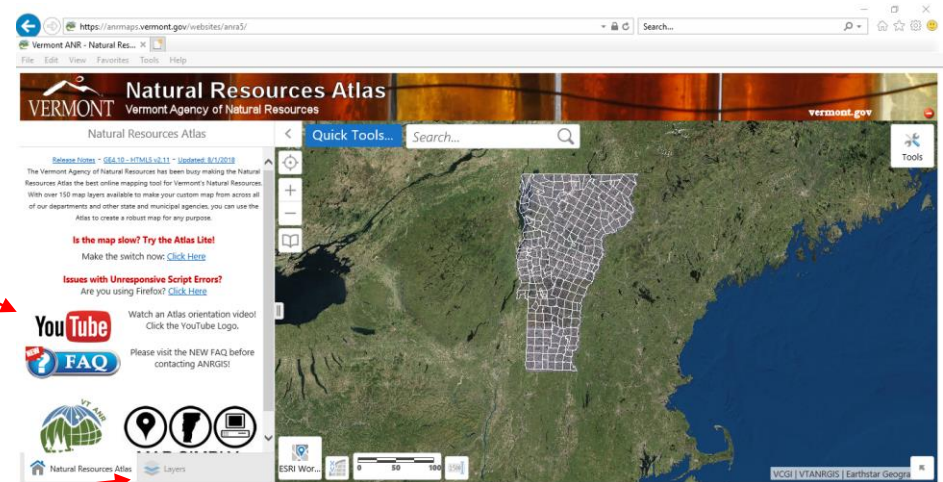 https://anrmaps.vermont.gov/websites/anra5/
Search...
Vermont ANR - Natural Res...
File Edit View Favorites Tools Help
VERMONT
Natural Resources Atlas
Vermont Agency of Natural Resources
vermont.gov
Natural Resources Atlas
Release Notes - GE4.10 - HTML5 v2.11 - Updated: 8/1/2018
The Vermont Agency of Natural Resources has been busy making the Natural
Resources Atlas the best online mapping tool for Vermont's Natural Resources.
With over 150 map layers available to make your custom map from across all
of our departments and other state and municipal agencies, you can use the
Atlas to create a robust map for any purpose.
Is the map slow? Try the Atlas Lite!
Make the switch now: Click Here
Issues with Unresponsive Script Errors?
Are you using Firefox? Click Here
YouTube
Watch an Atlas orientation video!
Click the YouTube Logo.
NEW
? FAQ
Please visit the NEW FAQ before
contacting ANRGIS!
VT ANR
Natural Resources Atlas
Layers
Quick Tools...
Search...
Tools
ESRI Wor...
0 50 100
VCGI | VTANRGIS | Earthstar Geogra